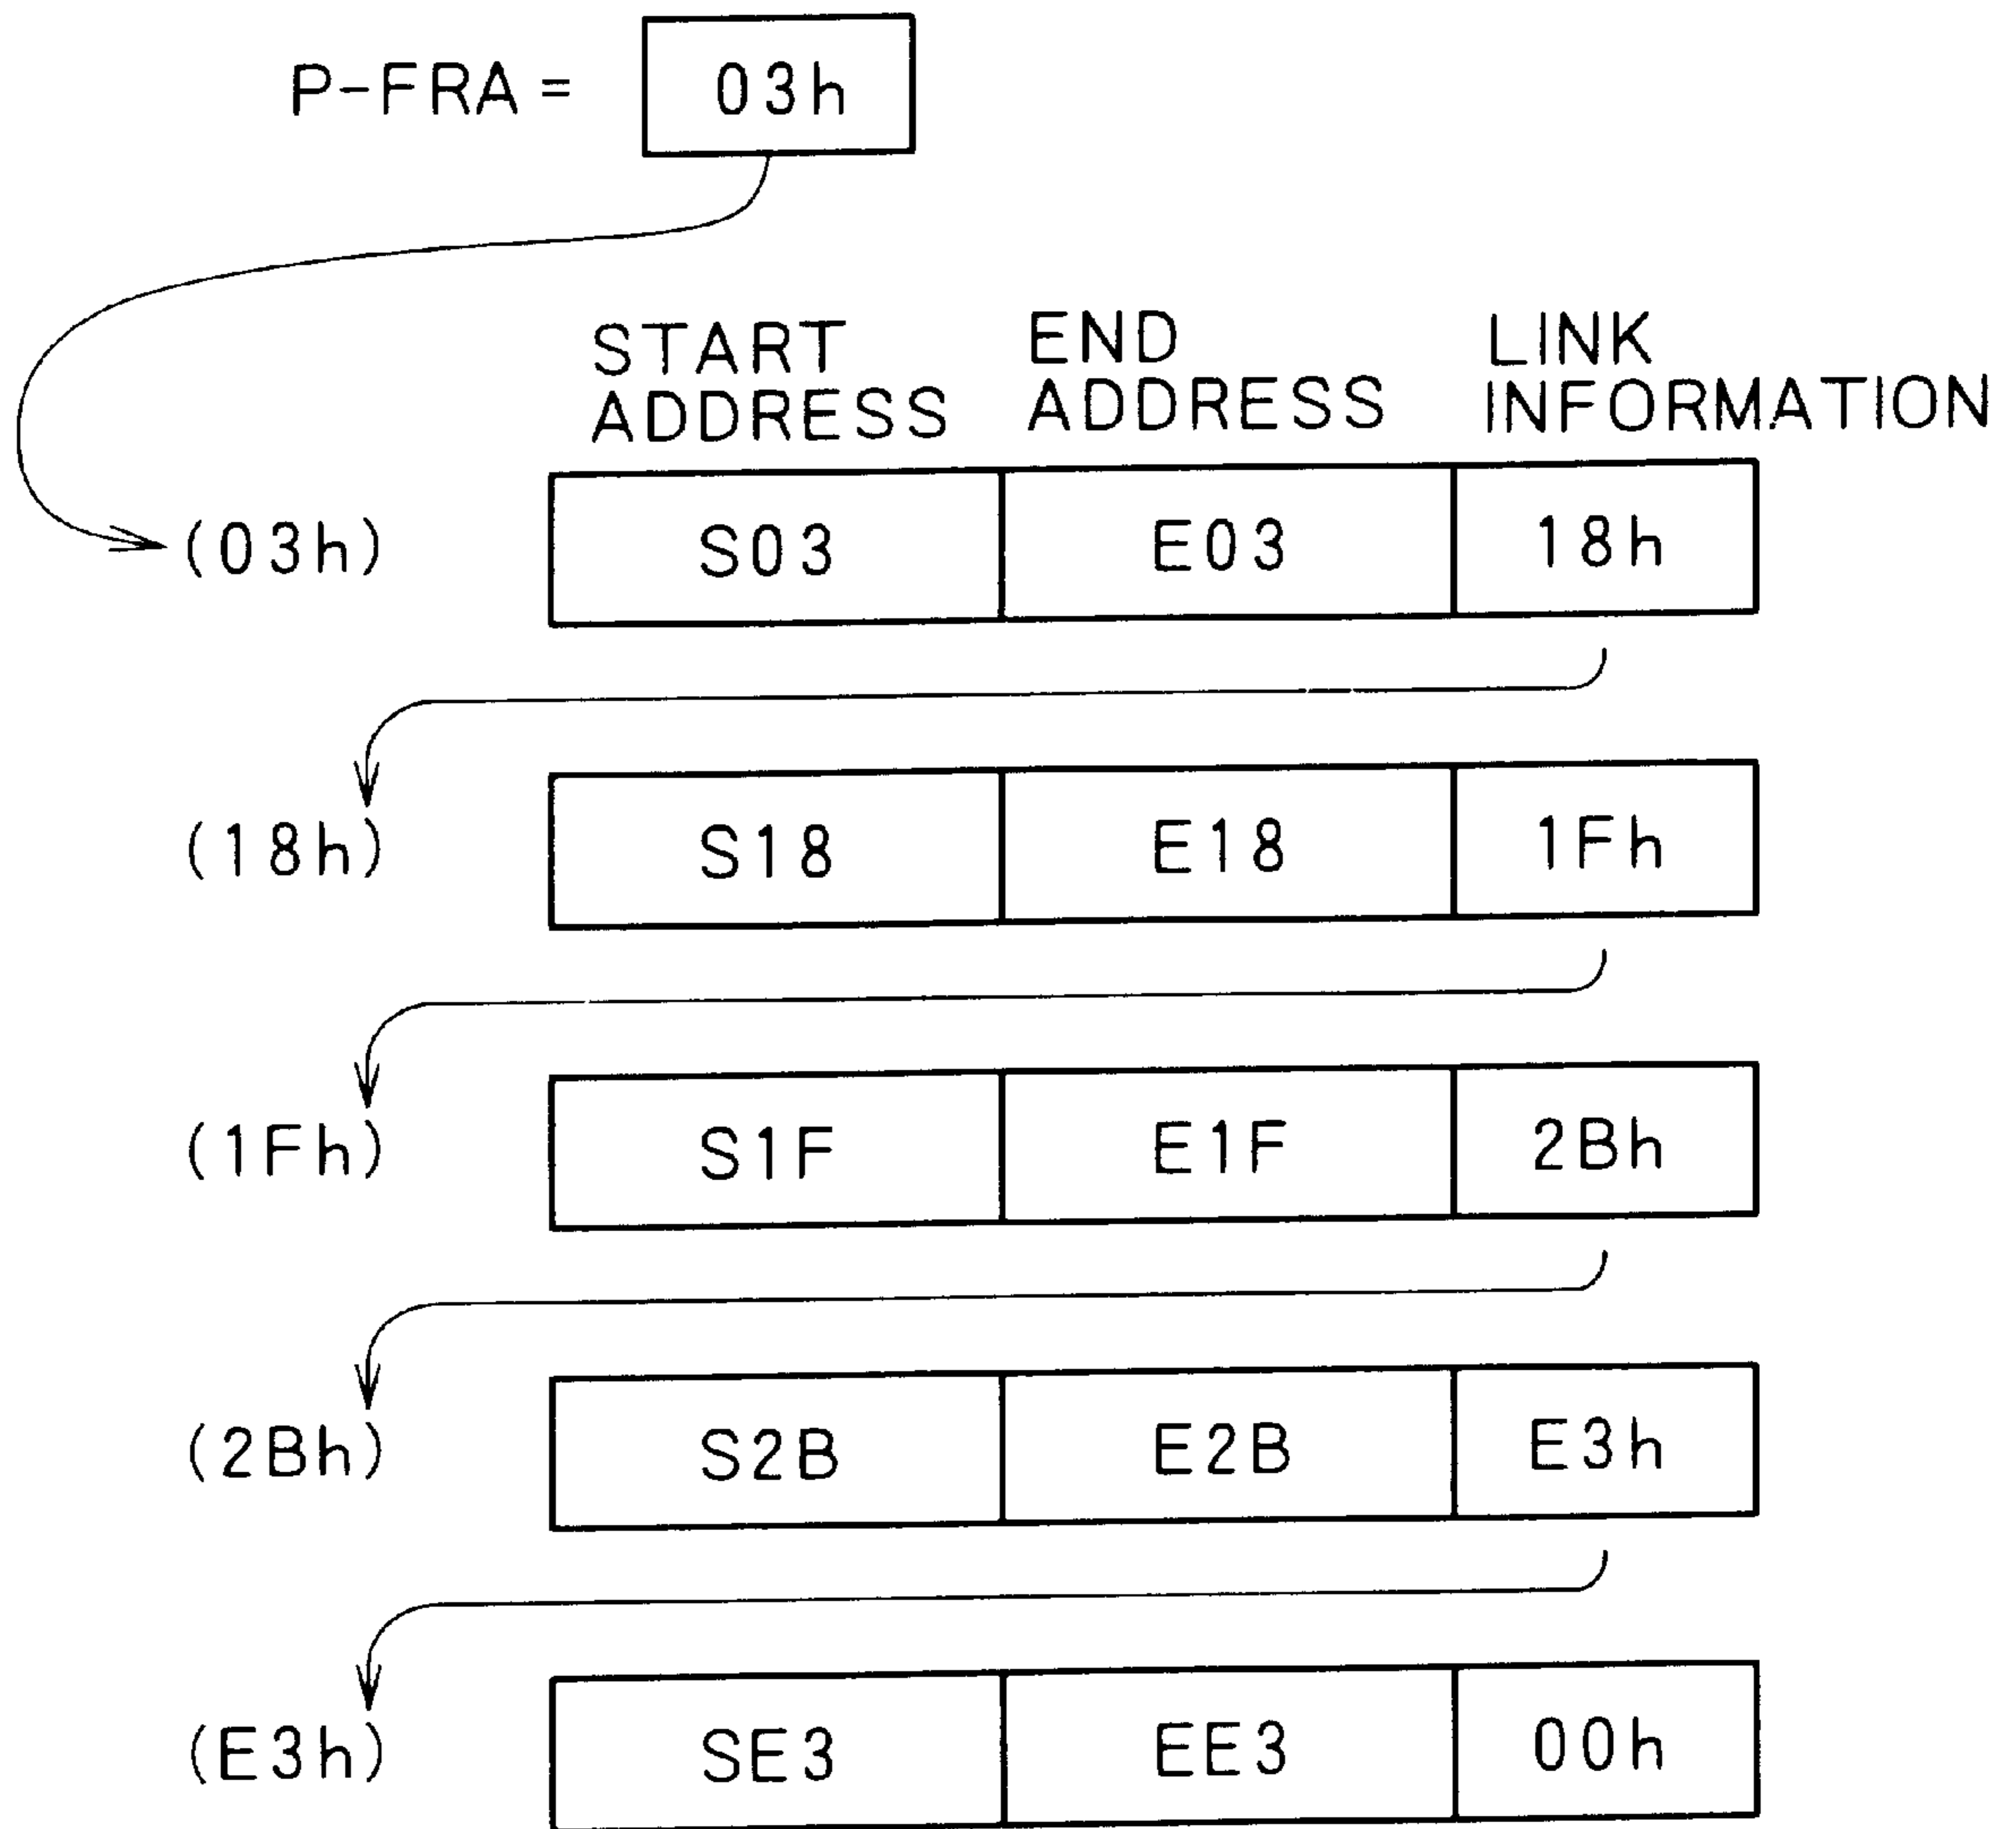 P-FRA = 03h
START ADDRESS
END ADDRESS
LINK INFORMATION
(03h) S03 E03 18h
(18h) S18 E18 1Fh
(1Fh) S1F E1F 2Bh
(2Bh) S2B E2B E3h
(E3h) SE3 EE3 00h